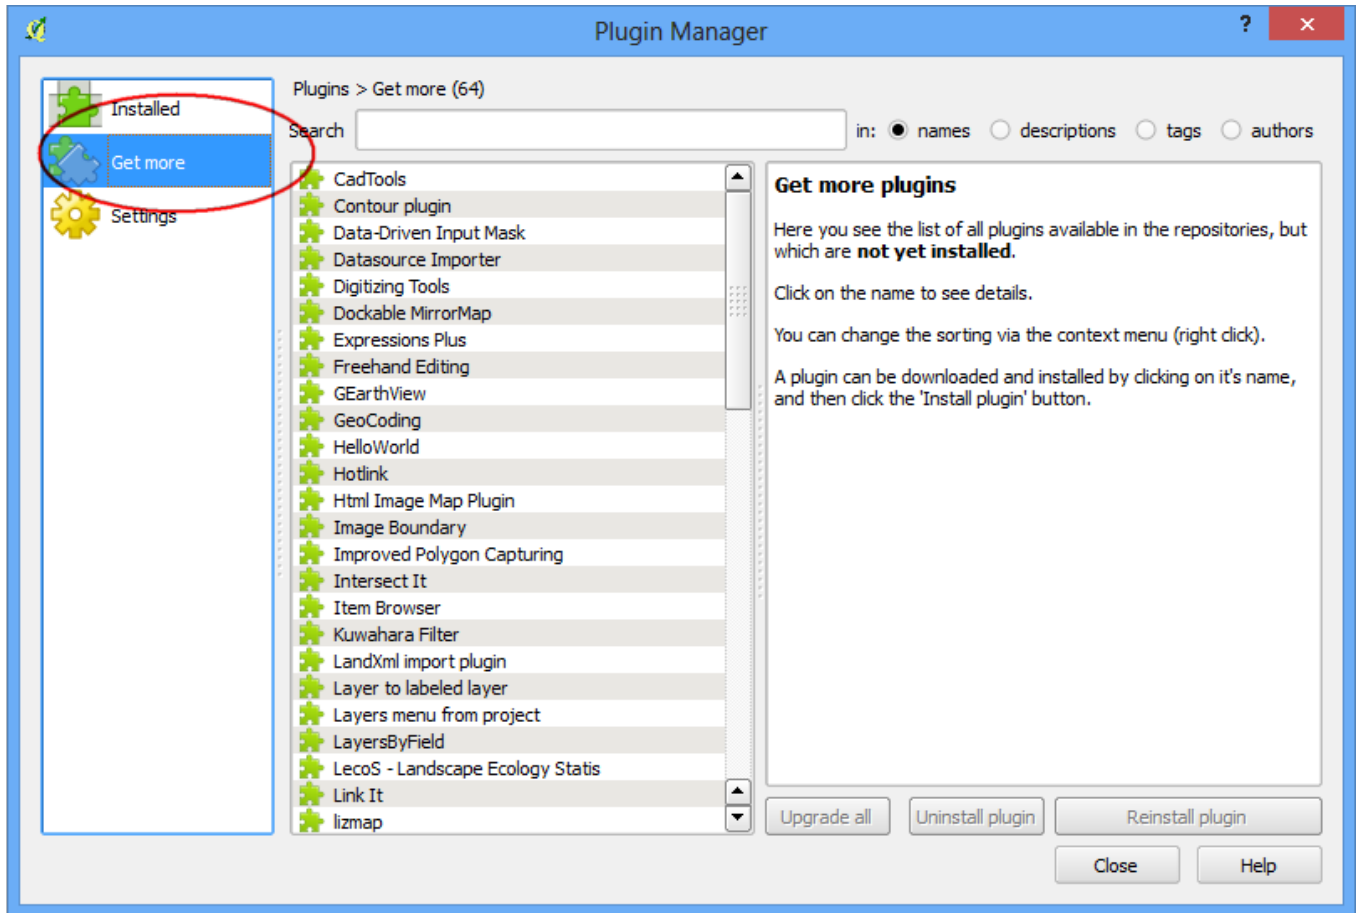 Plugin Manager
?
Installed
Get more
Settings
Plugins > Get more (64)
Search
in: names descriptions tags authors
CadTools
Contour plugin
Data-Driven Input Mask
Datasource Importer
Digitizing Tools
Dockable MirrorMap
Expressions Plus
Freehand Editing
GEarthView
GeoCoding
HelloWorld
Hotlink
Html Image Map Plugin
Image Boundary
Improved Polygon Capturing
Intersect It
Item Browser
Kuwahara Filter
LandXml import plugin
Layer to labeled layer
Layers menu from project
LayersByField
LecoS - Landscape Ecology Statis
Link It
lizmap
Get more plugins
Here you see the list of all plugins available in the repositories, but
which are not yet installed.
Click on the name to see details.
You can change the sorting via the context menu (right click).
A plugin can be downloaded and installed by clicking on it's name,
and then click the 'Install plugin' button.
Upgrade all Uninstall plugin Reinstall plugin
Close Help